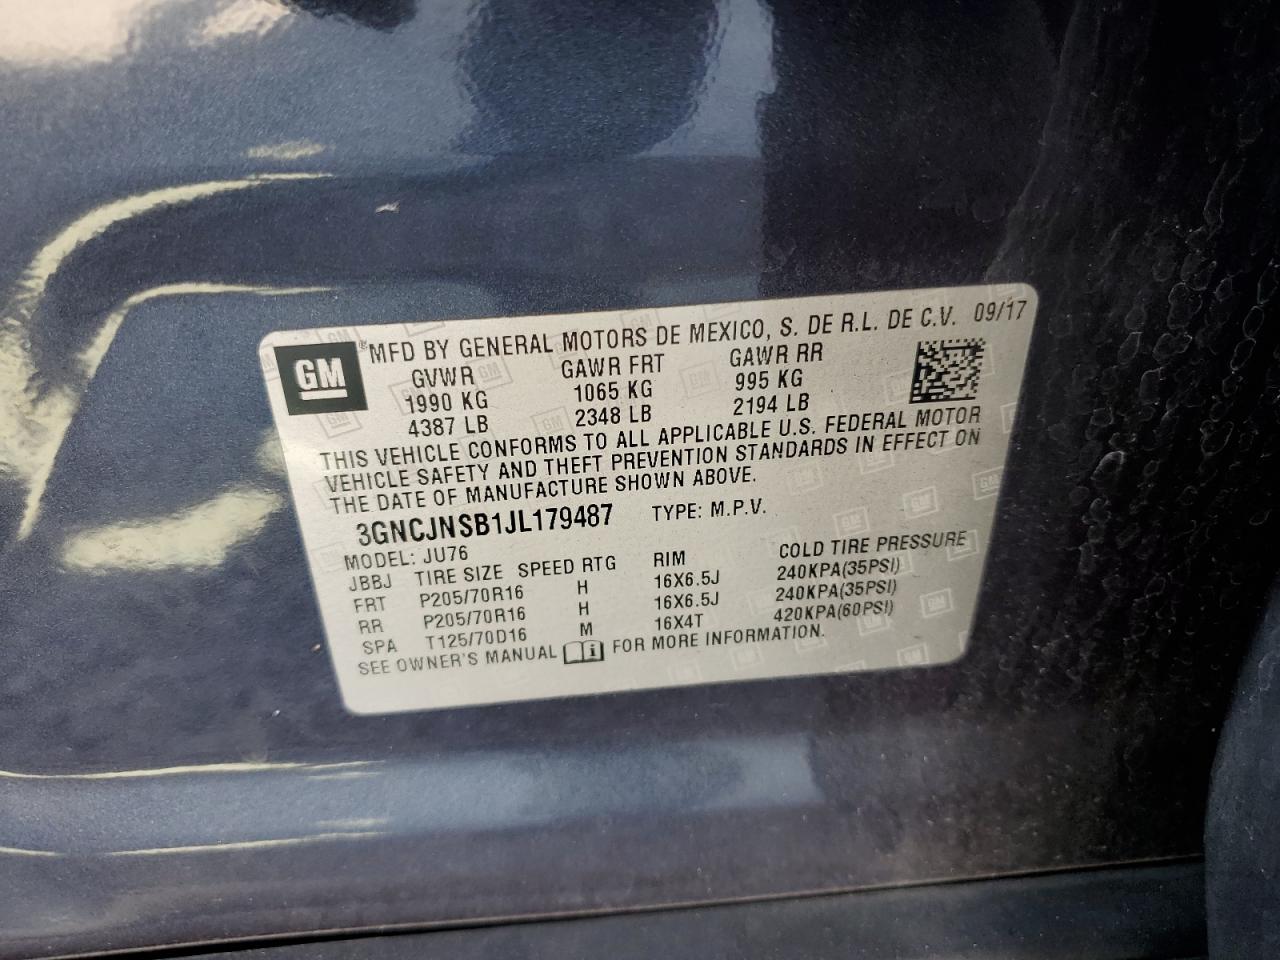 GM
® MFD BY GENERAL MOTORS DE MEXICO, S. DE R.L. DE C.V. 09/17
GVWR GAWR FRT GAWR RR
1990 KG 1065 KG 995 KG
4387 LB 2348 LB 2194 LB
THIS VEHICLE CONFORMS TO ALL APPLICABLE U.S. FEDERAL MOTOR
VEHICLE SAFETY AND THEFT PREVENTION STANDARDS IN EFFECT ON
THE DATE OF MANUFACTURE SHOWN ABOVE.
3GNCJNSB1JL179487 TYPE: M.P.V.
MODEL: JU76
JBBJ TIRE SIZE SPEED RTG RIM COLD TIRE PRESSURE
FRT P205/70R16 H 16X6.5J 240KPA(35PSI)
RR P205/70R16 H 16X6.5J 240KPA(35PSI)
SPA T125/70D16 M 16X4T 420KPA(60PSI)
SEE OWNER'S MANUAL i FOR MORE INFORMATION.